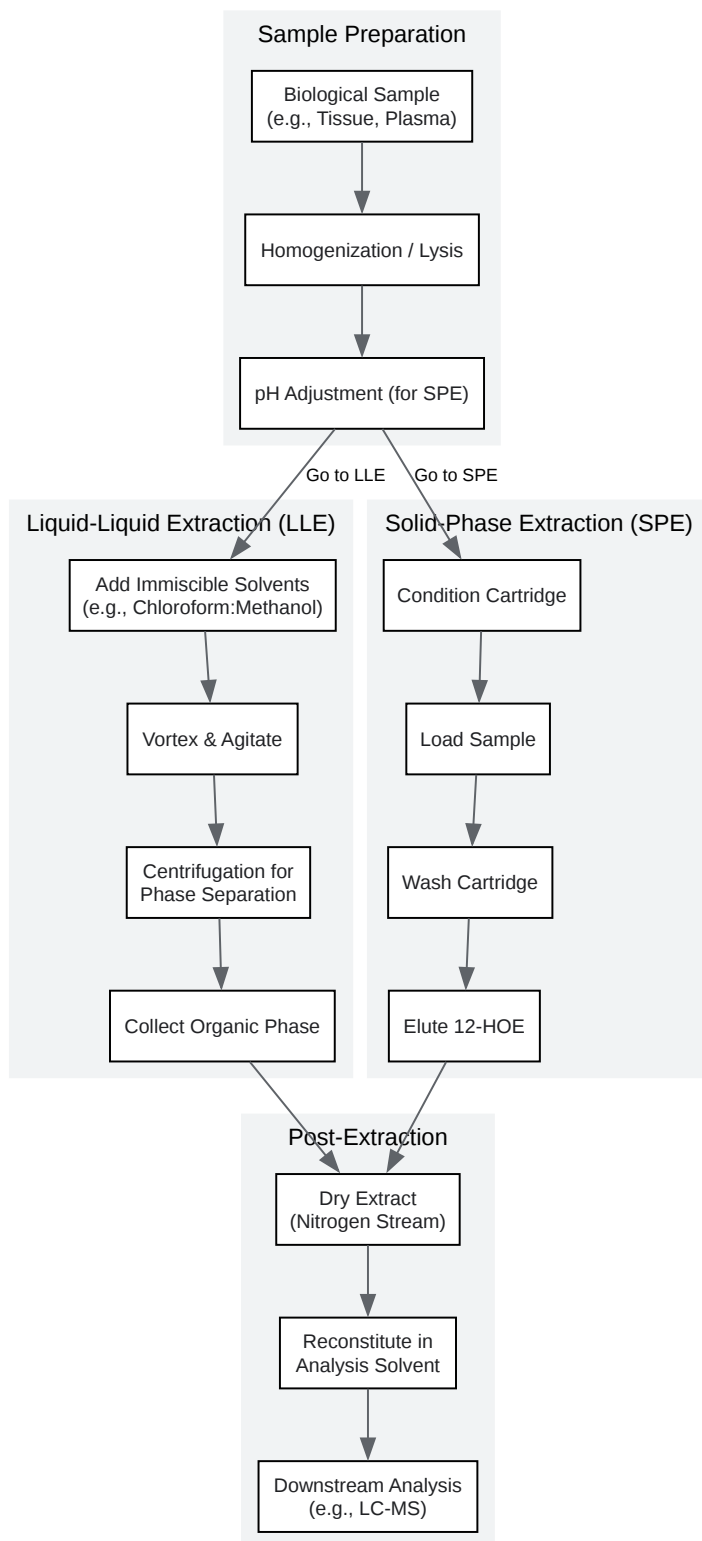 Sample Preparation
Biological Sample
(e.g., Tissue, Plasma)
Homogenization / Lysis
pH Adjustment (for SPE)
Go to LLE
Go to SPE
Liquid-Liquid Extraction (LLE)
Add Immiscible Solvents
(e.g., Chloroform:Methanol)
Vortex & Agitate
Centrifugation for
Phase Separation
Collect Organic Phase
Solid-Phase Extraction (SPE)
Condition Cartridge
Load Sample
Wash Cartridge
Elute 12-HOE
Post-Extraction
Dry Extract
(Nitrogen Stream)
Reconstitute in
Analysis Solvent
Downstream Analysis
(e.g., LC-MS)